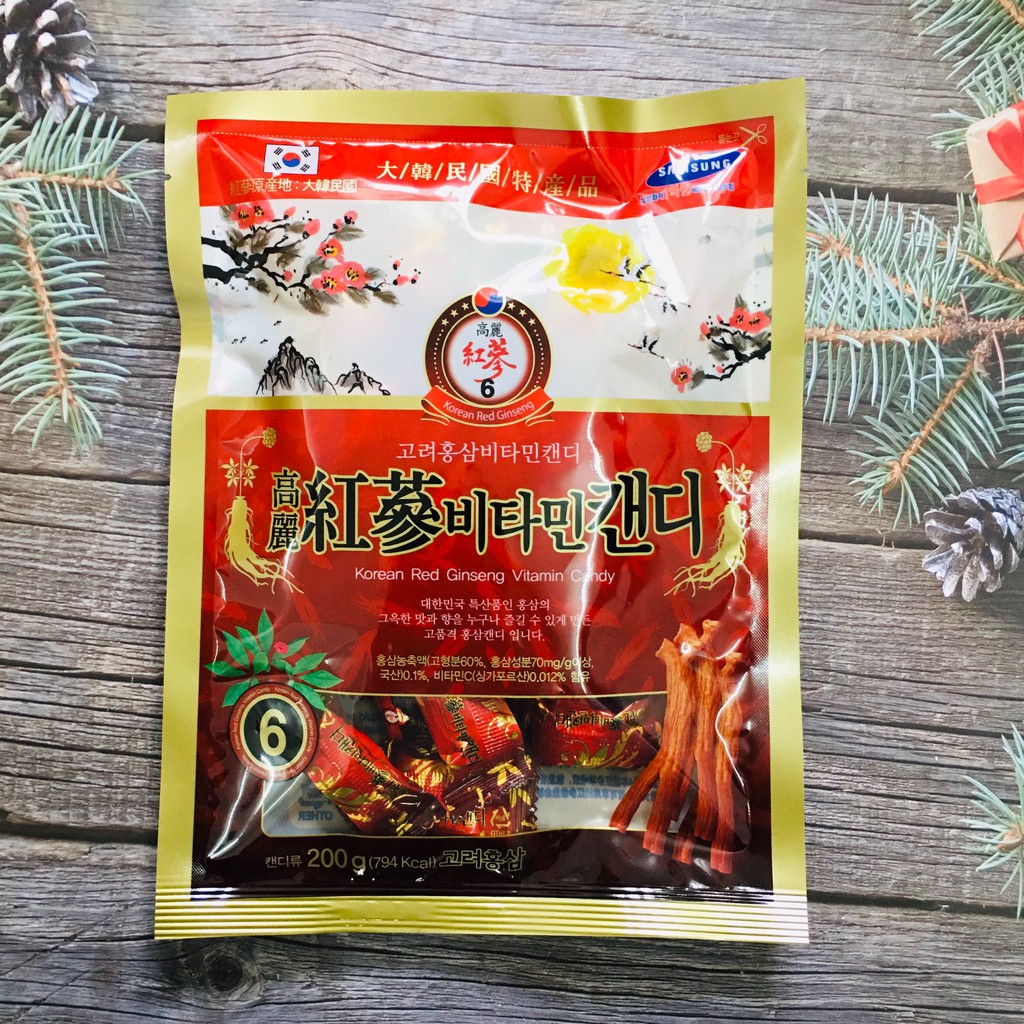 뜯는곳
大/韓/民/國/特/産/品
SAMSUNG
紅蔘原産地 : 大韓民國
高麗
紅蔘
6
Korean Red Ginseng
고려홍삼비타민캔디
高麗紅蔘비타민캔디
Korean Red Ginseng Vitamin Candy
대한민국 특산품인 홍삼의
그윽한 맛과 향을 누구나 즐길 수 있게 만든
고품격 홍삼캔디 입니다.
홍삼농축액(고형분60%, 홍삼성분70mg/g이상,
국산)0.1%, 비타민C(싱가포르산)0.012% 함유
6
OTHER
캔디류 200g (794 Kcal) 고려홍삼